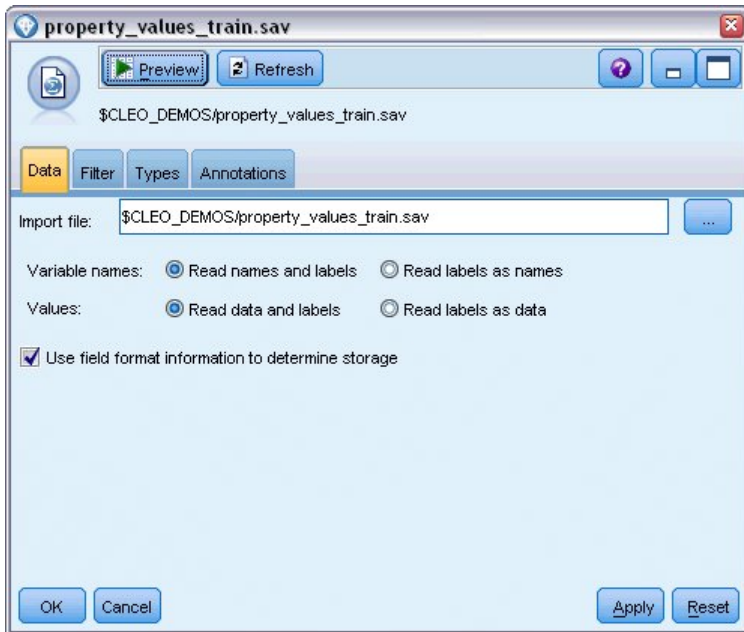 property_values_train.sav
Preview Refresh ?
$CLEO_DEMOS/property_values_train.sav
Data Filter Types Annotations
Import file: $CLEO_DEMOS/property_values_train.sav ...
Variable names: Read names and labels Read labels as names
Values: Read data and labels Read labels as data
Use field format information to determine storage
OK Cancel Apply Reset